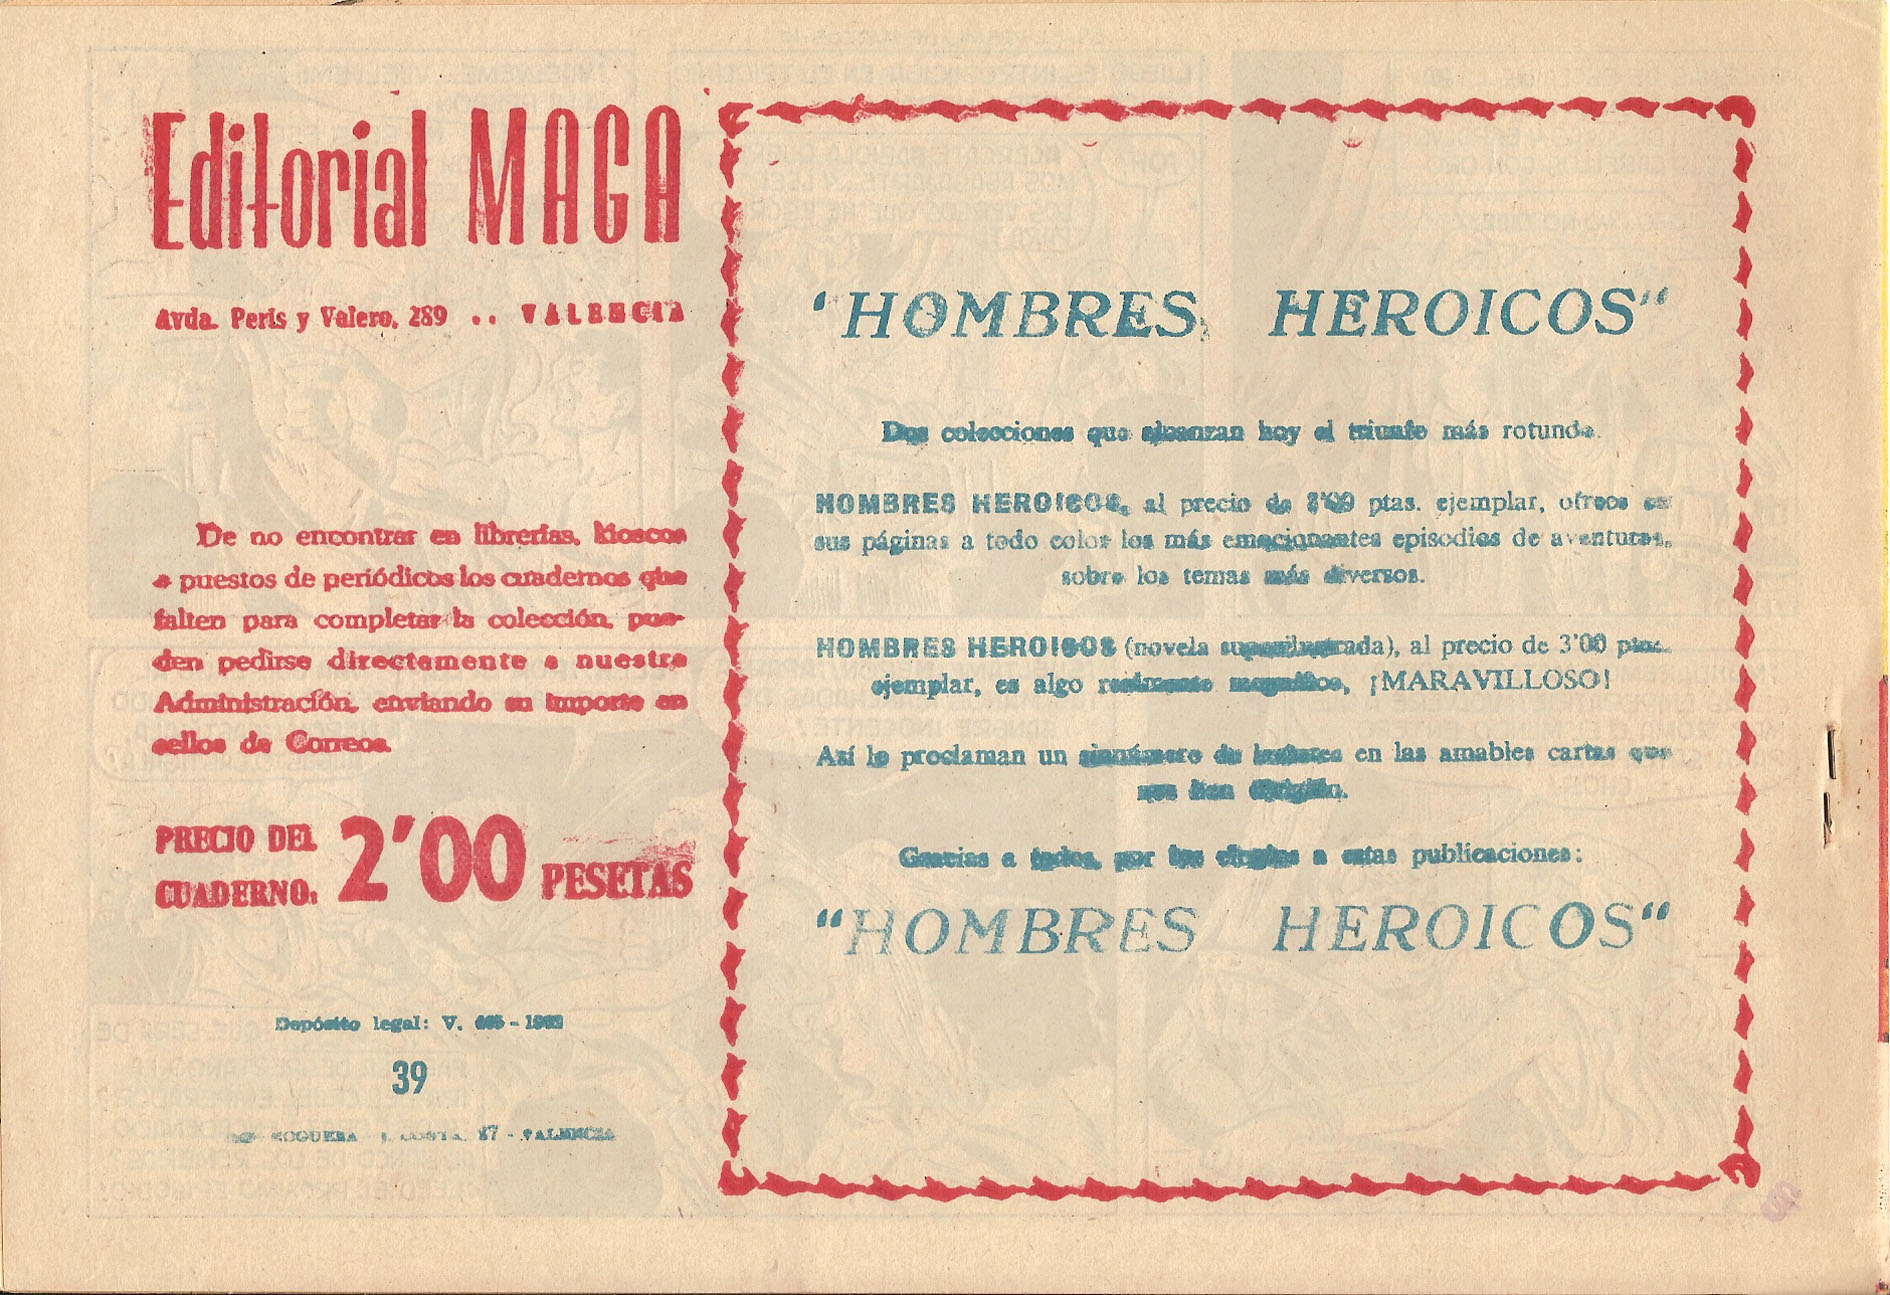 Editorial MAGA
Avda. Peris y Valero, 289 .. VALENCIA
De no encontrar en librerías, kioscos
o puestos de periódicos los cuadernos que
falten para completar la colección, pue-
den pedirse directamente a nuestra
Administración, enviando su importe en
sellos de Correos.
PRECIO DEL
CUADERNO: 2'00 PESETAS
Depósito legal: V.
39
NOGUERA VALENCIA
"HOMBRES HEROICOS"
Dos colecciones que alcanzan hoy el triunfo más rotundo.
HOMBRES HEROICOS, al precio de 2'00 ptas. ejemplar, ofrece en
sus páginas a todo color los más emocionantes episodios de aventuras,
sobre los temas más diversos.
HOMBRES HEROICOS (novela superilustrada), al precio de 3'00 ptas.
ejemplar, es algo realmente magnífico, ¡MARAVILLOSO!
Así lo proclaman un sinnúmero de lectores en las amables cartas que
nos han dirigido.
Gracias a todos, por los elogios a estas publicaciones:
"HOMBRES HEROICOS"